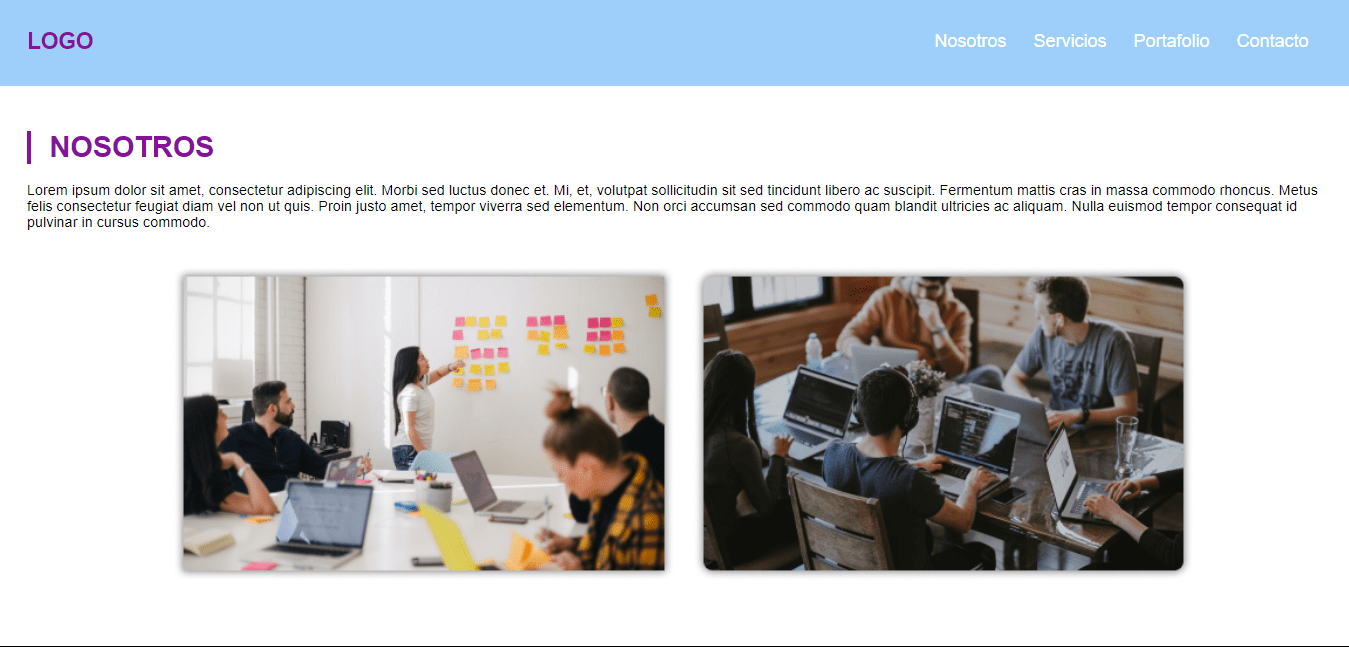 LOGO
Nosotros Servicios Portafolio Contacto
NOSOTROS
Lorem ipsum dolor sit amet, consectetur adipiscing elit. Morbi sed luctus donec et. Mi, et, volutpat sollicitudin sit sed tincidunt libero ac suscipit. Fermentum mattis cras in massa commodo rhoncus. Metus
felis consectetur feugiat diam vel non ut quis. Proin justo amet, tempor viverra sed elementum. Non orci accumsan sed commodo quam blandit ultricies ac aliquam. Nulla euismod tempor consequat id
pulvinar in cursus commodo.